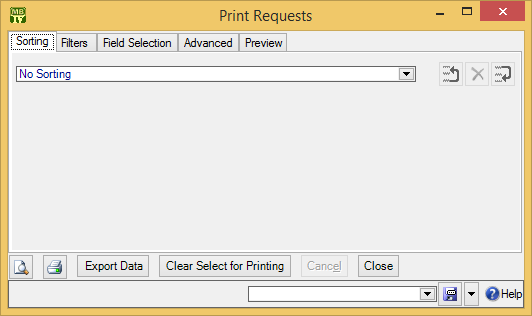 MB
IV
Print Requests
Sorting Filters Field Selection Advanced Preview
No Sorting
Export Data Clear Select for Printing Cancel Close
Help